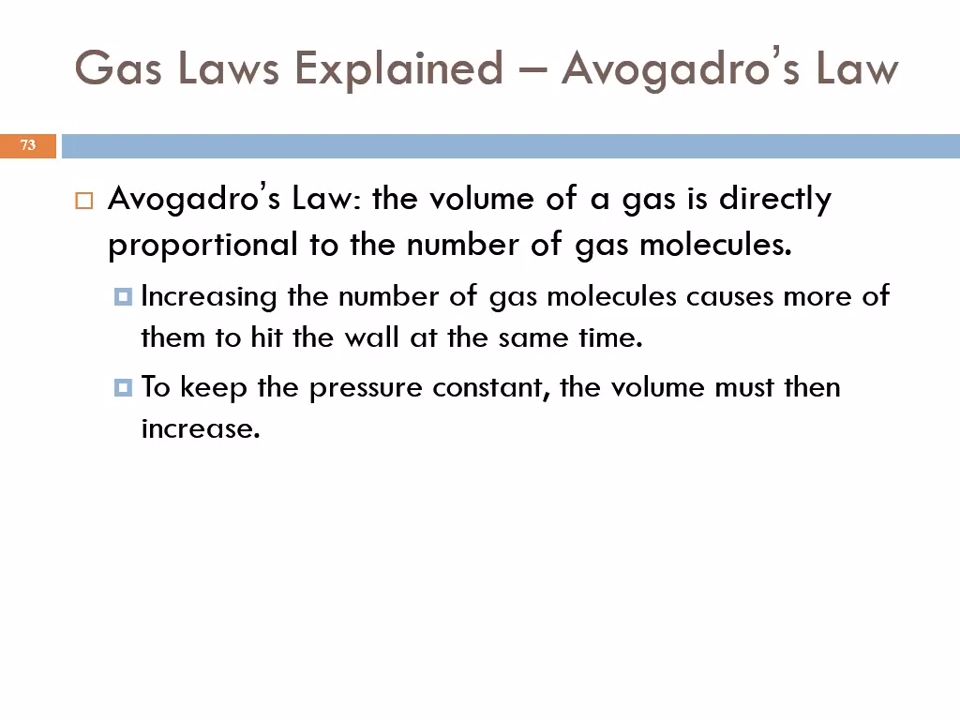 Gas Laws Explained – Avogadro’s Law
73
Avogadro’s Law: the volume of a gas is directly
proportional to the number of gas molecules.
Increasing the number of gas molecules causes more of
them to hit the wall at the same time.
To keep the pressure constant, the volume must then
increase.